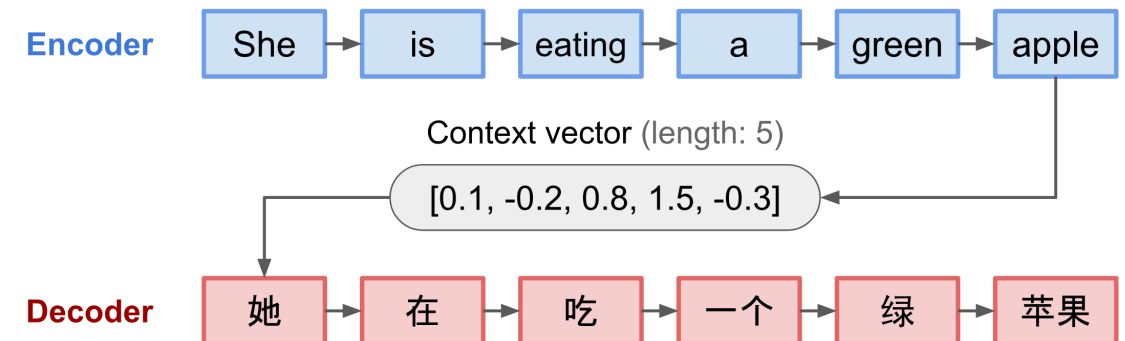 Encoder She is eating a green apple
Context vector (length: 5)
[0.1, -0.2, 0.8, 1.5, -0.3]
Decoder 她 在 吃 一个 绿 苹果